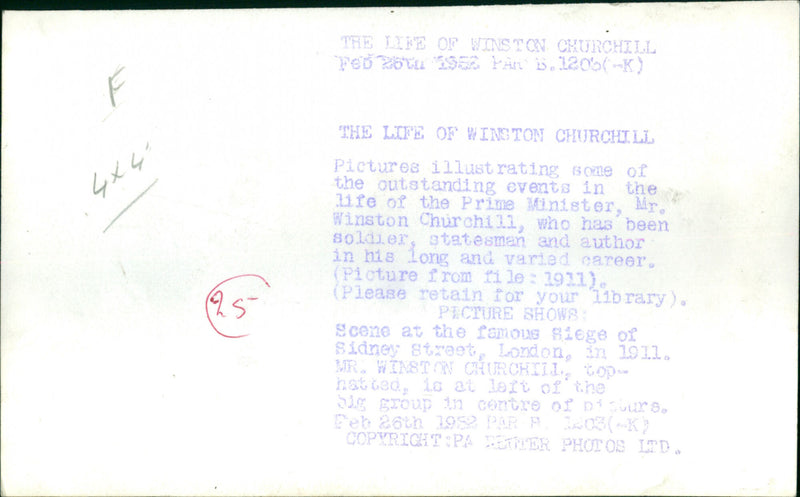 THE LIFE OF WINSTON CHURCHILL
Feb 26th 1952 PAR B.1203(-K)
F
4x4
THE LIFE OF WINSTON CHURCHILL
Pictures illustrating some of
the outstanding events in the
life of the Prime Minister, Mr.
Winston Churchill, who has been
soldier, statesman and author
in his long and varied career.
(Picture from file: 1911).
(Please retain for your library).
25
PICTURE SHOWS:
Scene at the famous Siege of
Sidney Street, London, in 1911.
MR. WINSTON CHURCHILL, top-
hatted, is at left of the
big group in centre of picture.
Feb 26th 1952 PAR B. 1203(-K)
COPYRIGHT:PA REUTER PHOTOS LTD.